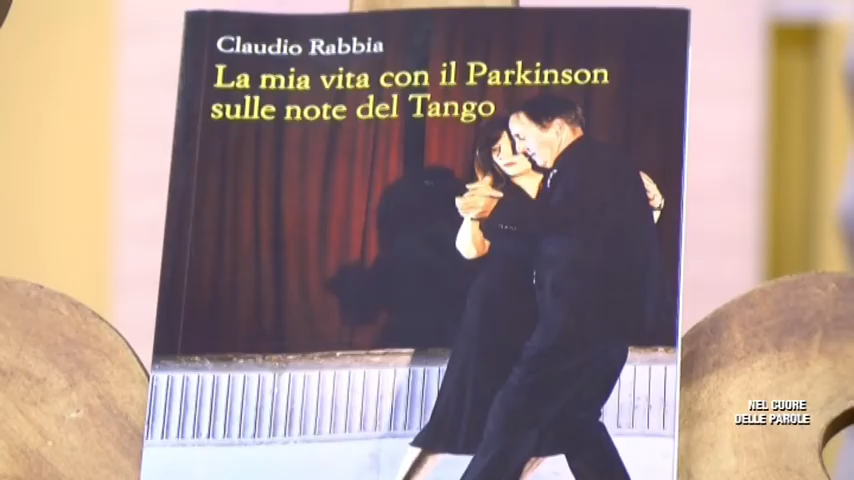 Claudio Rabbia
La mia vita con il Parkinson
sulle note del Tango
NEL CUORE
DELLE PAROLE